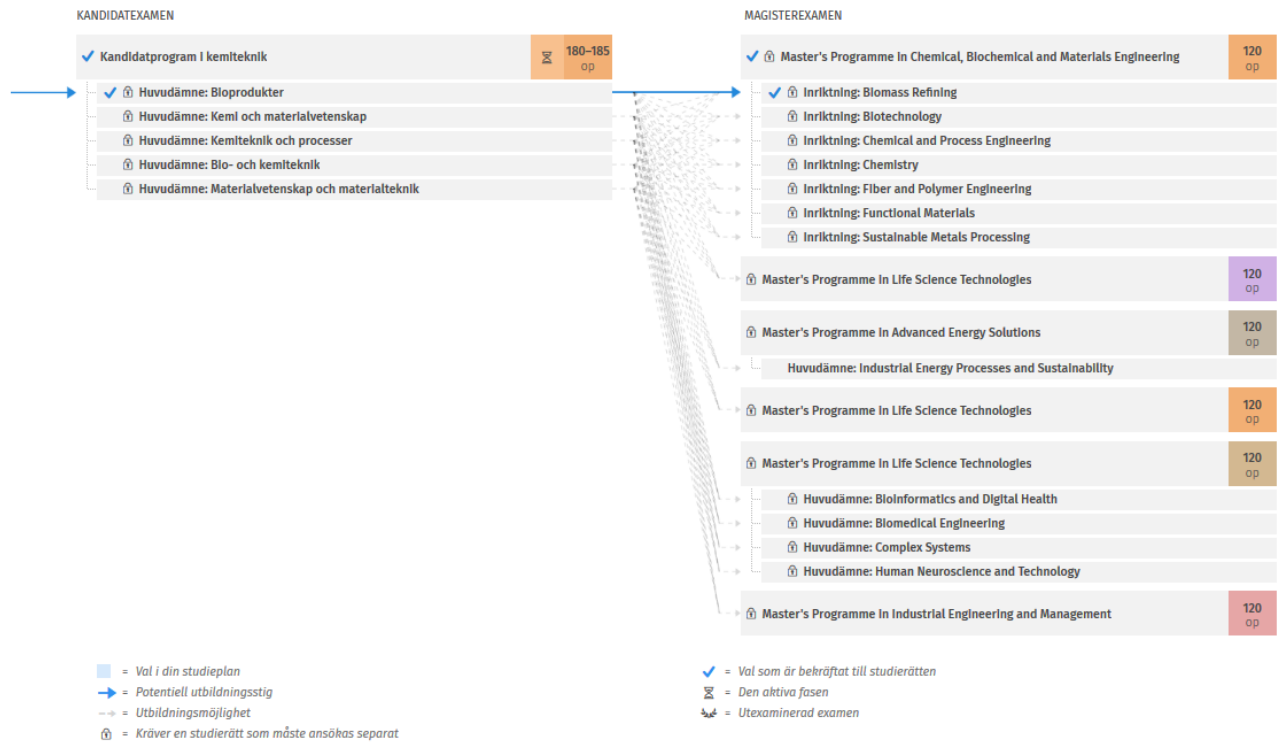 KANDIDATEXAMEN
Kandidatprogram i kemiteknik
180–185
op
Huvudämne: Bioprodukter
Huvudämne: Kemi och materialvetenskap
Huvudämne: Kemiteknik och processer
Huvudämne: Bio- och kemiteknik
Huvudämne: Materialvetenskap och materialteknik
MAGISTEREXAMEN
Master's Programme in Chemical, Biochemical and Materials Engineering
120
op
Inriktning: Biomass Refining
Inriktning: Biotechnology
Inriktning: Chemical and Process Engineering
Inriktning: Chemistry
Inriktning: Fiber and Polymer Engineering
Inriktning: Functional Materials
Inriktning: Sustainable Metals Processing
Master's Programme in Life Science Technologies
120
op
Master's Programme in Advanced Energy Solutions
120
op
Huvudämne: Industrial Energy Processes and Sustainability
Master's Programme in Life Science Technologies
120
op
Master's Programme in Life Science Technologies
120
op
Huvudämne: Bioinformatics and Digital Health
Huvudämne: Biomedical Engineering
Huvudämne: Complex Systems
Huvudämne: Human Neuroscience and Technology
Master's Programme in Industrial Engineering and Management
120
op
= Val i din studieplan
= Potentiell utbildningsstig
= Utbildningsmöjlighet
= Kräver en studierätt som måste ansökas separat
= Val som är bekräftat till studierätten
= Den aktiva fasen
= Utexaminerad examen